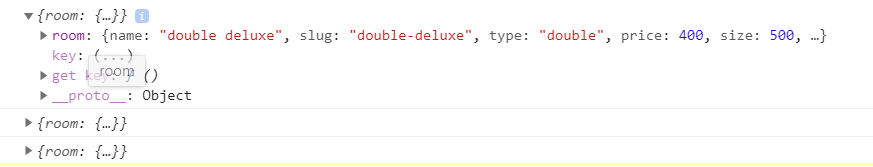 {room: {…}} i
room: {name: "double deluxe", slug: "double-deluxe", type: "double", price: 400, size: 500, …}
key: (...)
room
get key: ƒ ()
__proto__: Object
{room: {…}}
{room: {…}}